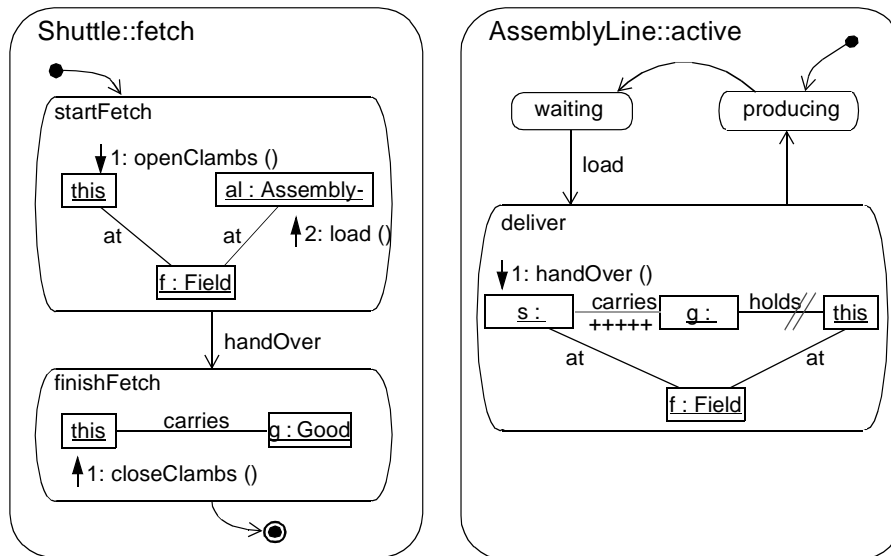 Shuttle::fetch
startFetch
1: openClambs ()
this
al : Assembly-
at
at
2: load ()
f : Field
handOver
finishFetch
this
carries
g : Good
1: closeClambs ()
AssemblyLine::active
waiting
producing
load
deliver
1: handOver ()
s :
carries
+++++
g :
holds
this
at
at
f : Field